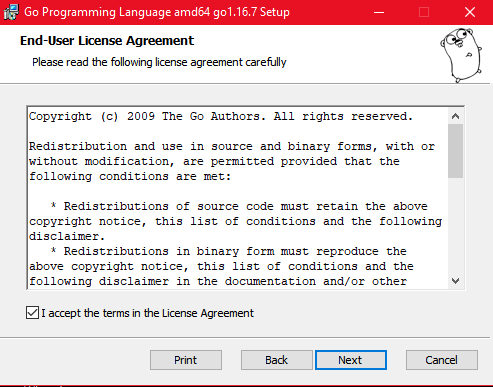 Go Programming Language amd64 go1.16.7 Setup
End-User License Agreement
Please read the following license agreement carefully
Copyright (c) 2009 The Go Authors. All rights reserved.
Redistribution and use in source and binary forms, with or
without modification, are permitted provided that the
following conditions are met:
* Redistributions of source code must retain the above
copyright notice, this list of conditions and the following
disclaimer.
* Redistributions in binary form must reproduce the
above copyright notice, this list of conditions and the
following disclaimer in the documentation and/or other
I accept the terms in the License Agreement
Print Back Next Cancel